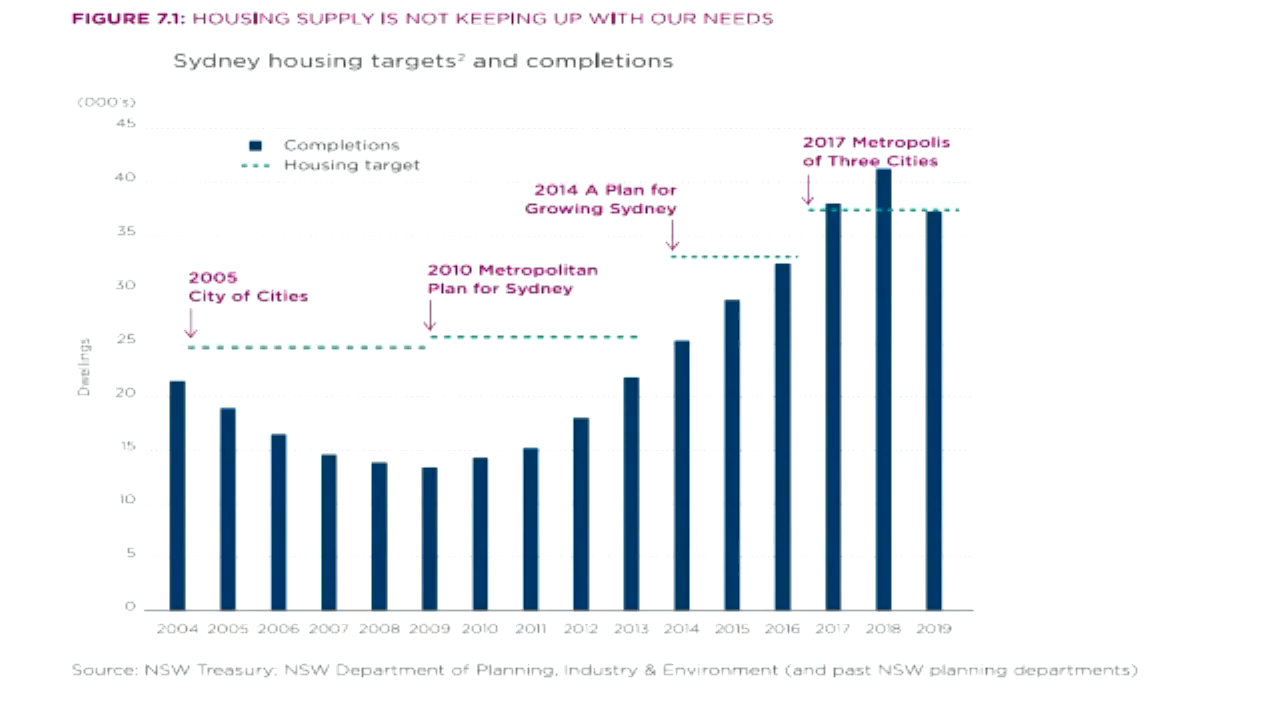 FIGURE 7.1: HOUSING SUPPLY IS NOT KEEPING UP WITH OUR NEEDS
Sydney housing targets² and completions
(000's)
45
40
35
30
25
20
15
10
5
0
Dwellings
Completions
Housing target
2005
City of Cities
2010 Metropolitan
Plan for Sydney
2014 A Plan for
Growing Sydney
2017 Metropolis
of Three Cities
2004 2005 2006 2007 2008 2009 2010 2011 2012 2013 2014 2015 2016 2017 2018 2019
Source: NSW Treasury; NSW Department of Planning, Industry & Environment (and past NSW planning departments)